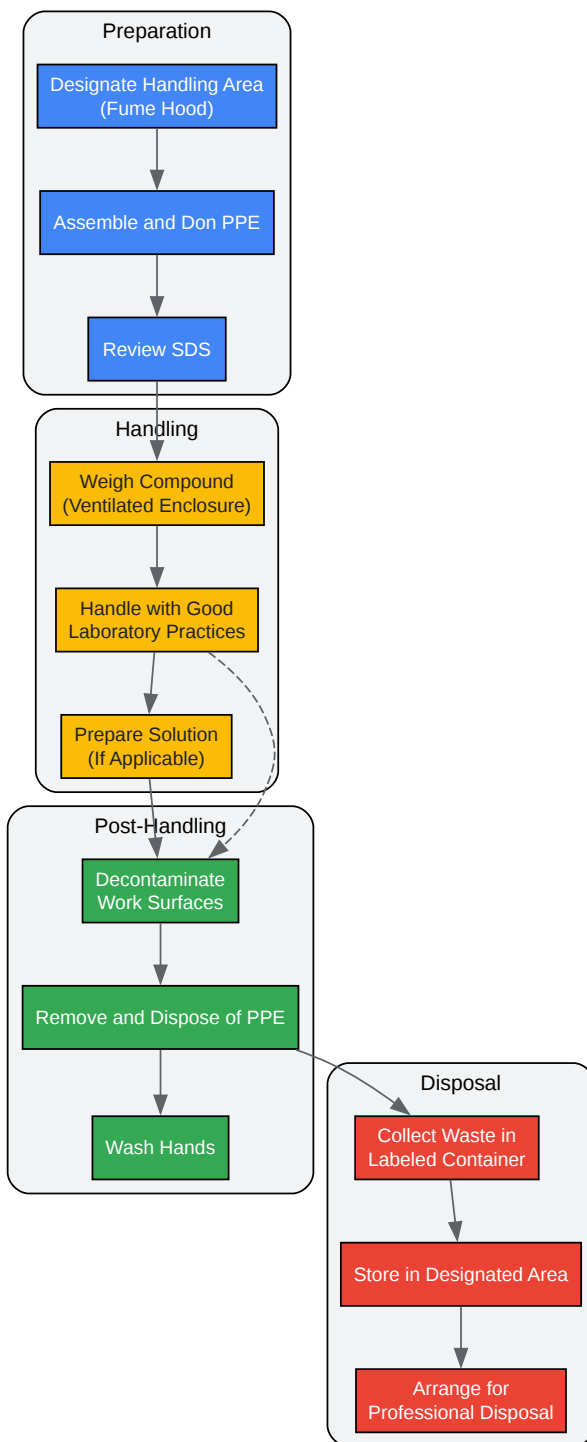 Preparation
Designate Handling Area
(Fume Hood)
Assemble and Don PPE
Review SDS
Handling
Weigh Compound
(Ventilated Enclosure)
Handle with Good
Laboratory Practices
Prepare Solution
(If Applicable)
Post-Handling
Decontaminate
Work Surfaces
Remove and Dispose of PPE
Wash Hands
Disposal
Collect Waste in
Labeled Container
Store in Designated Area
Arrange for
Professional Disposal